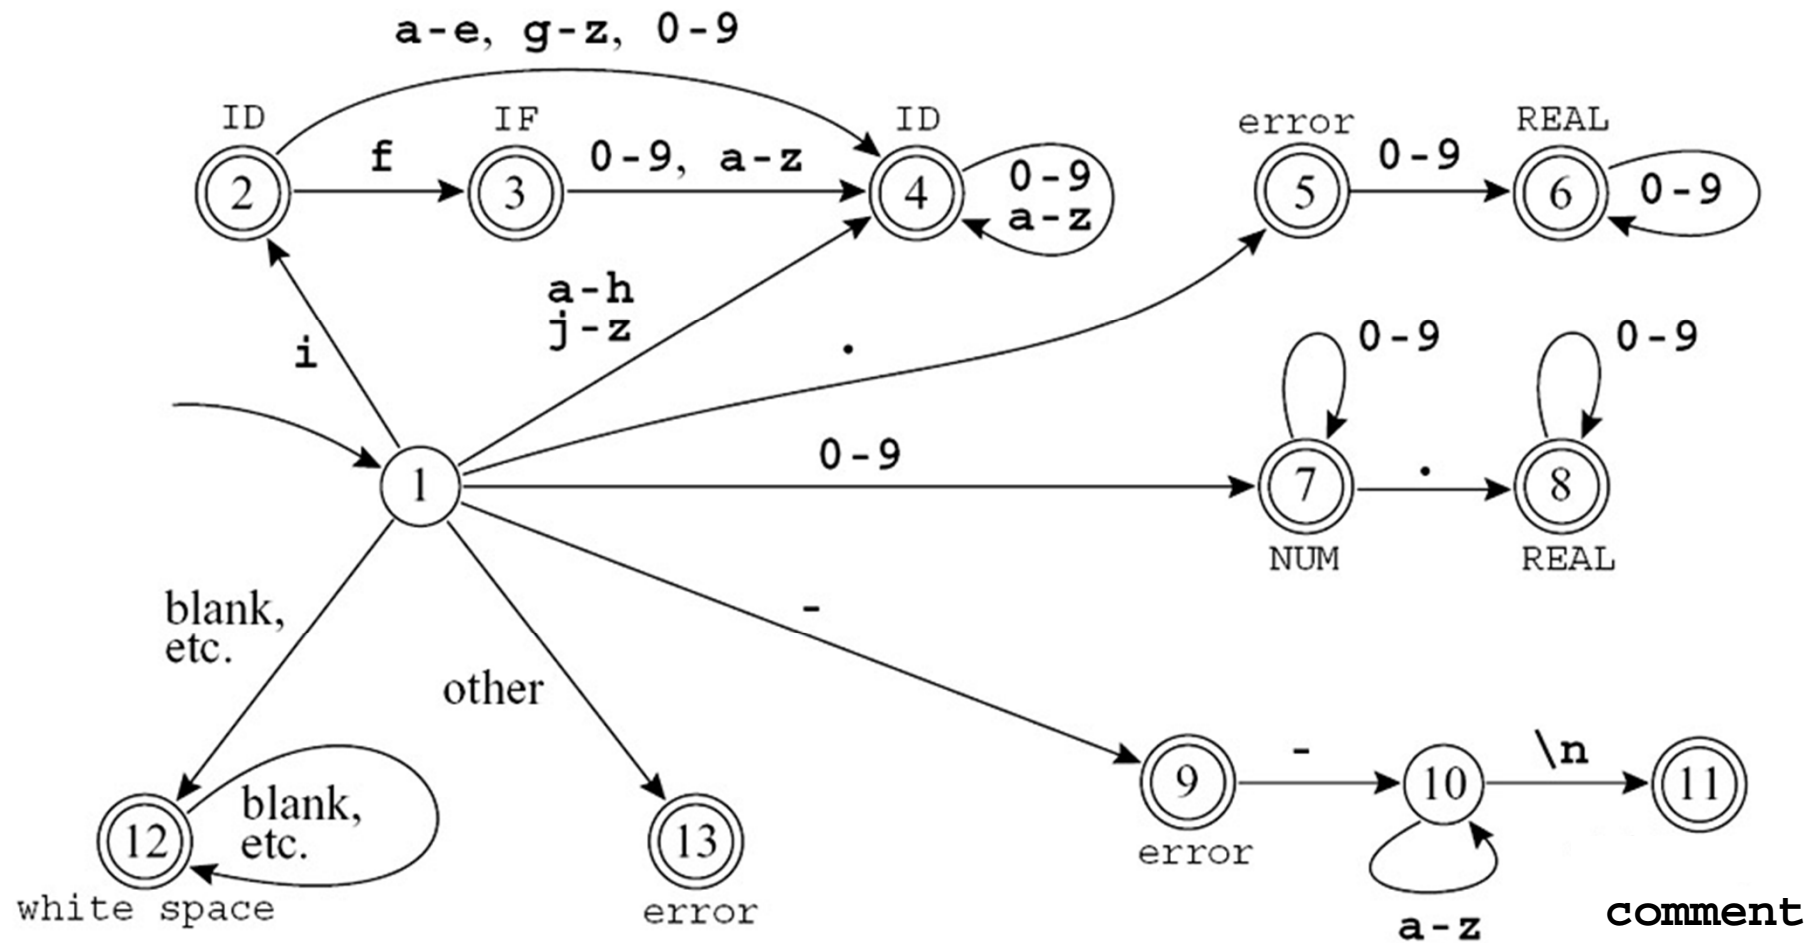 a-e, g-z, 0-9
ID
IF
ID
error
REAL
f
0-9, a-z
0-9
a-z
0-9
0-9
2
3
4
5
6
a-h
j-z
i
.
0-9
0-9
0-9
1
7
.
8
NUM
REAL
blank,
etc.
-
other
-
\n
blank,
etc.
12
13
9
10
11
error
white space
error
a-z
comment